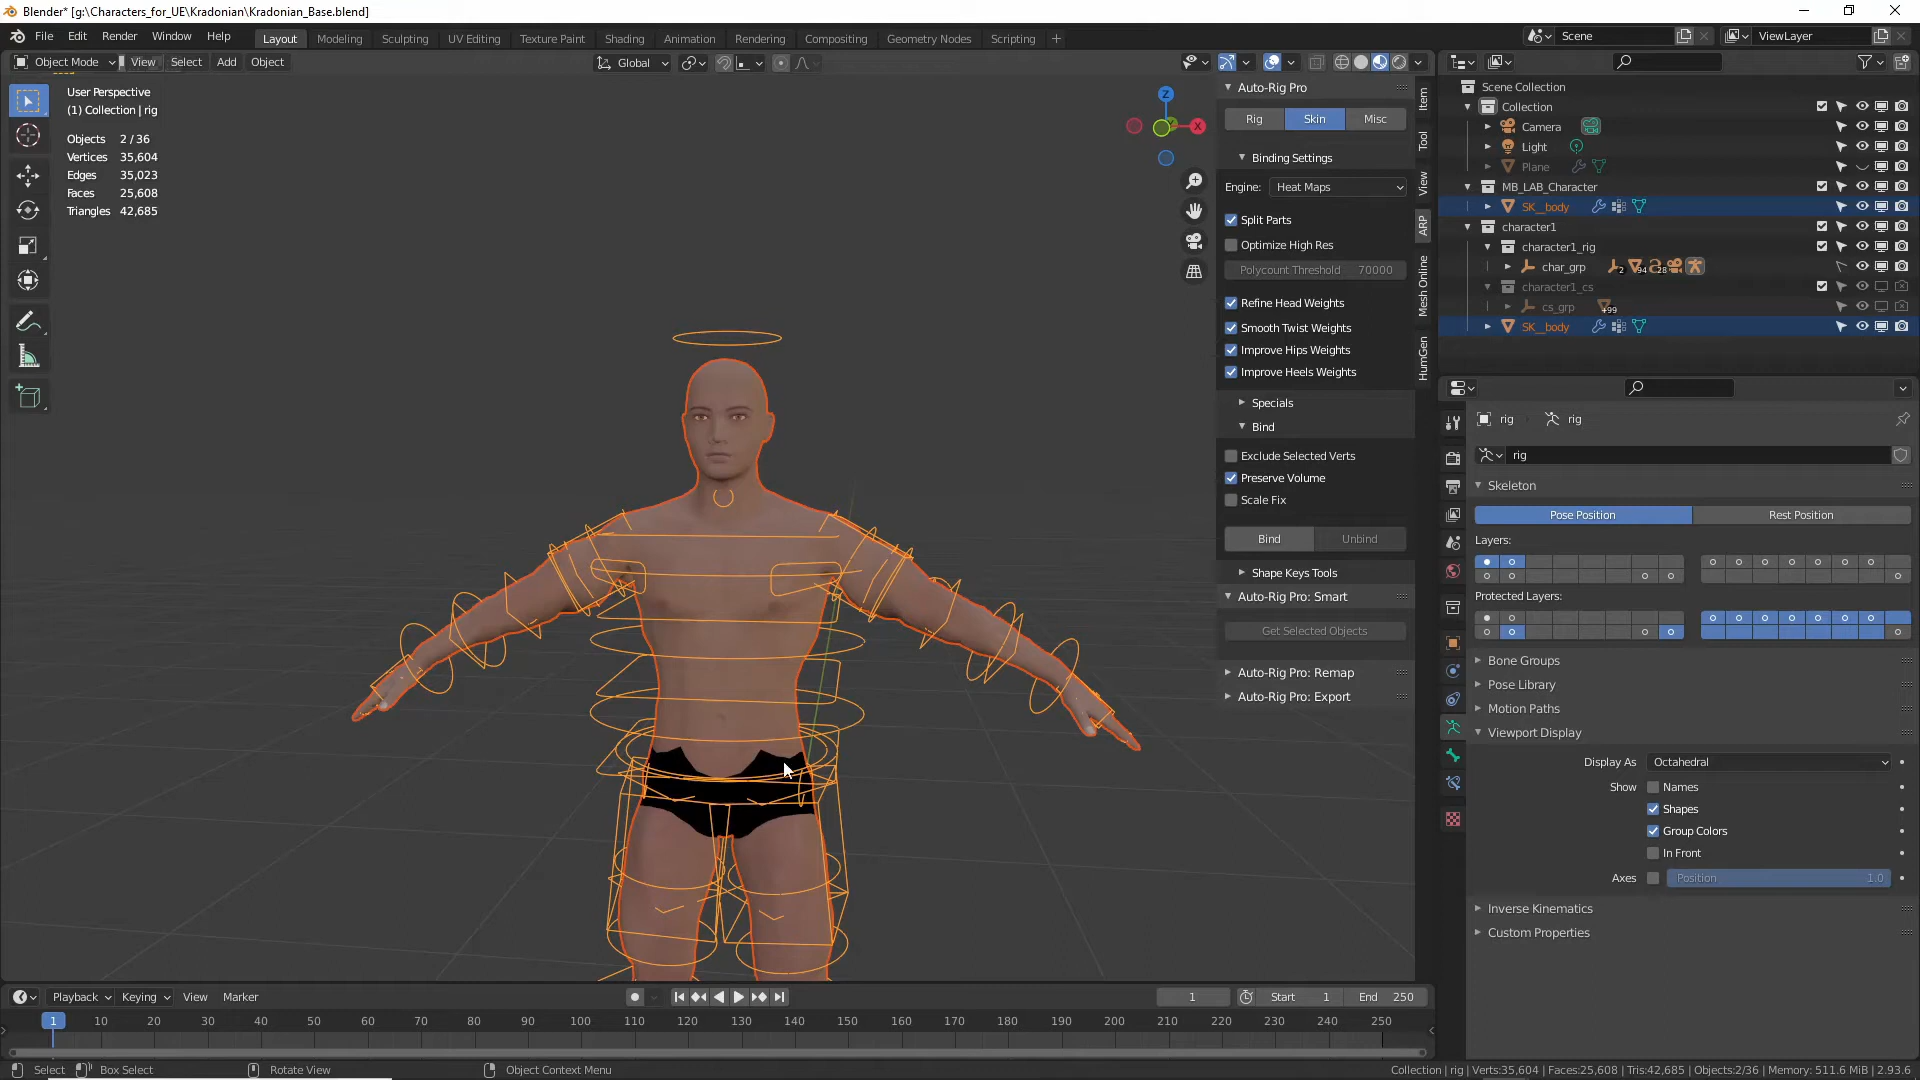 Blender* [g:\Characters_for_UE\Kradonian\Kradonian_Base.blend]
File Edit Render Window Help Layout Modeling Sculpting UV Editing Texture Paint Shading Animation Rendering Compositing Geometry Nodes Scripting + Scene ViewLayer
Object Mode View Select Add Object Global
User Perspective
(1) Collection | rig
Objects 2 / 36
Vertices 35,604
Edges 35,023
Faces 25,608
Triangles 42,685
Z
X
Auto-Rig Pro
Rig Skin Misc
Binding Settings
Engine: Heat Maps
Split Parts
Optimize High Res
Polycount Threshold 70000
Refine Head Weights
Smooth Twist Weights
Improve Hips Weights
Improve Heels Weights
Specials
Bind
Exclude Selected Verts
Preserve Volume
Scale Fix
Bind Unbind
Shape Keys Tools
Auto-Rig Pro: Smart
Get Selected Objects
Auto-Rig Pro: Remap
Auto-Rig Pro: Export
Item
Tool
View
ARP
Mesh Online
HumGen
Scene Collection
Collection
Camera
Light
Plane
MB_LAB_Character
SK__body
character1
character1_rig
char_grp 2 94 28
character1_cs
cs_grp +99
SK__body
rig rig
rig
Skeleton
Pose Position Rest Position
Layers:
Protected Layers:
Bone Groups
Pose Library
Motion Paths
Viewport Display
Display As Octahedral
Show Names
Shapes
Group Colors
In Front
Axes Position 1.0
Inverse Kinematics
Custom Properties
Playback Keying View Marker 1 Start 1 End 250
1 10 20 30 40 50 60 70 80 90 100 110 120 130 140 150 160 170 180 190 200 210 220 230 240 250
Select Box Select Rotate View Object Context Menu Collection | rig | Verts:35,604 | Faces:25,608 | Tris:42,685 | Objects:2/36 | Memory: 511.6 MiB | 2.93.6